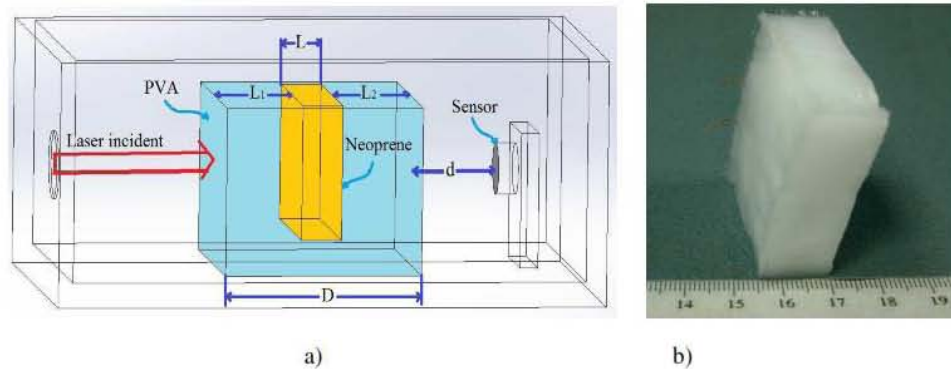 L
PVA
L₁
L₂
Sensor
Laser incident
Neoprene
d
D
14 15 16 17 18 19
a)
b)